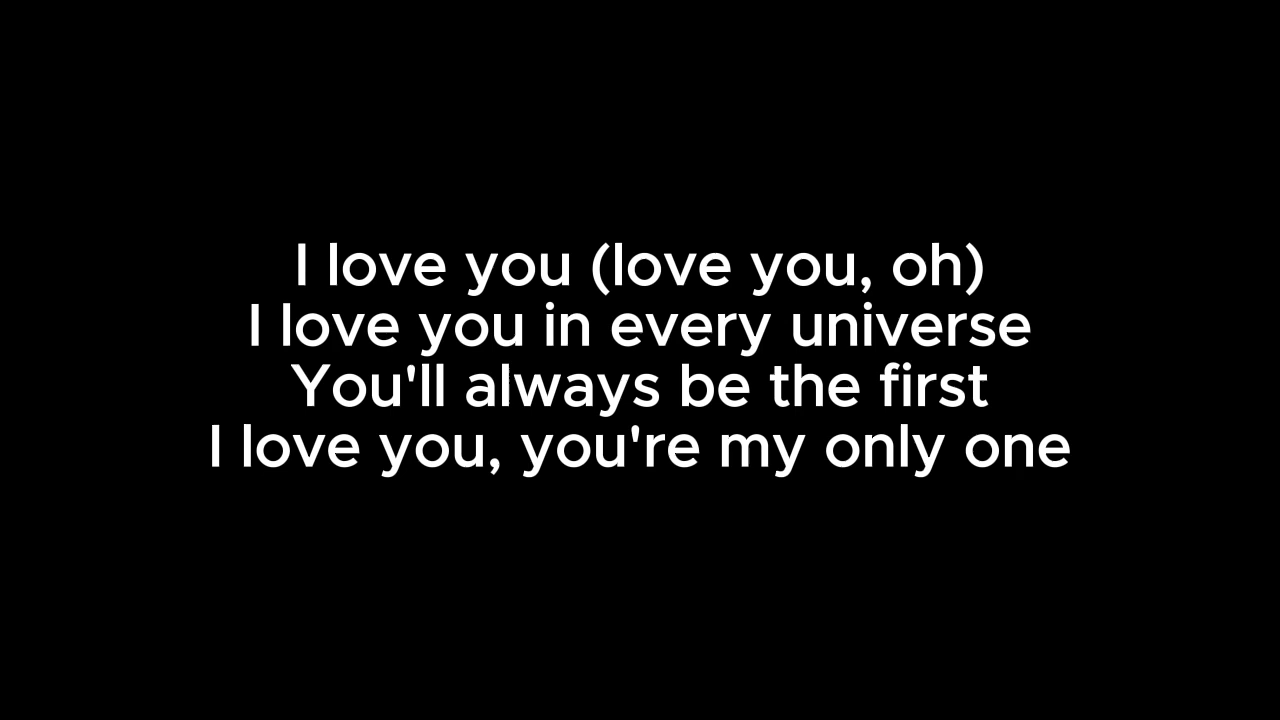 I love you (love you, oh)
I love you in every universe
You'll always be the first
I love you, you're my only one